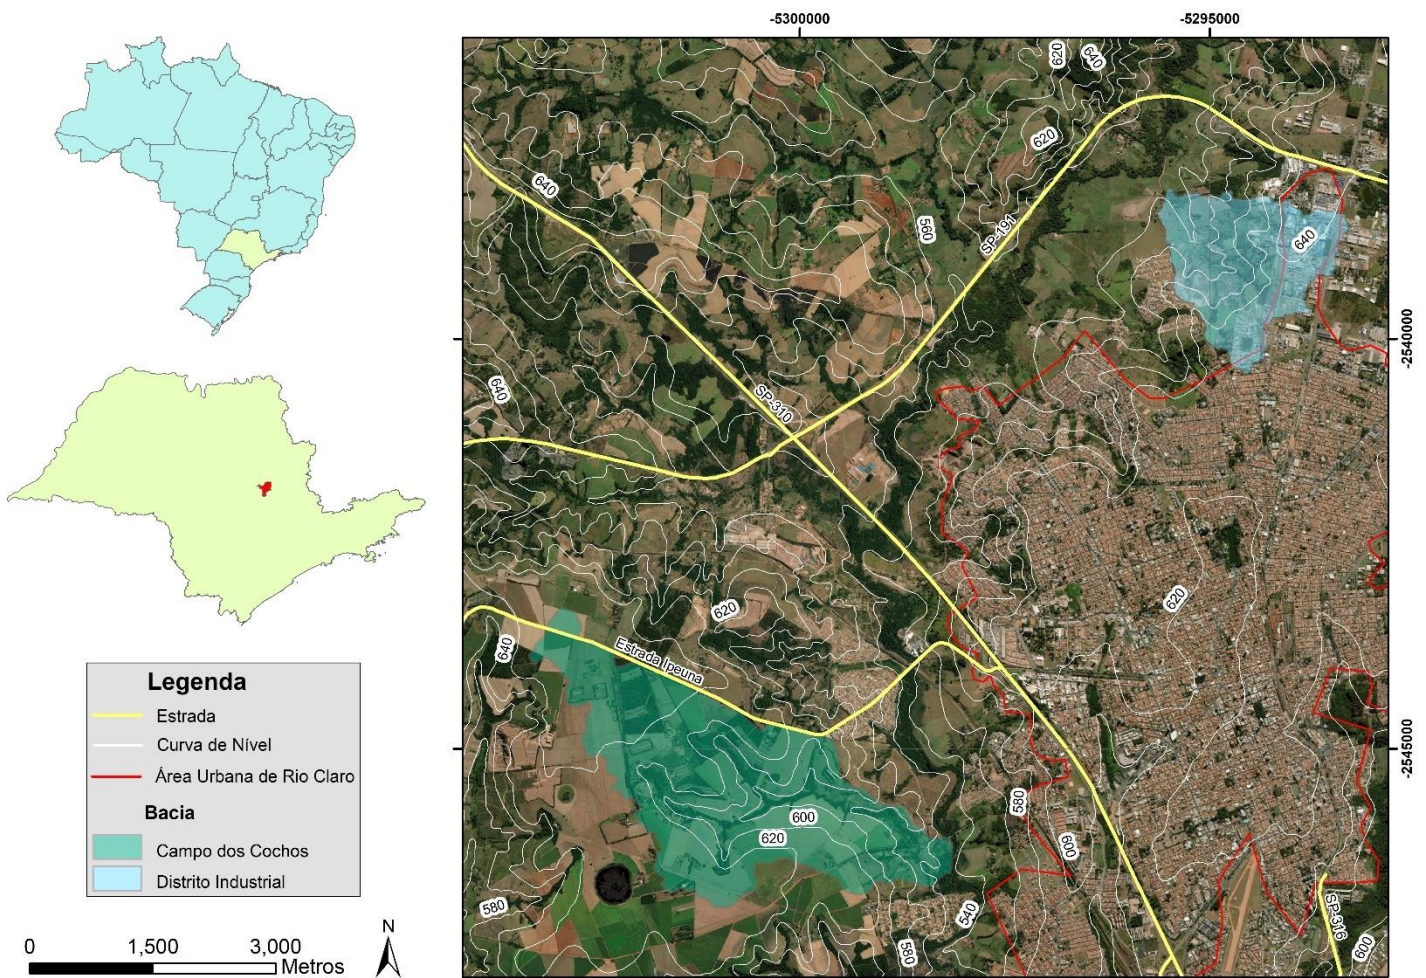 -5300000
-5295000
620
640
620
640
SP-191
560
640
-2540000
640
SP-310
620
620
640
Estrada Ipeuna
-2545000
Legenda
Estrada
Curva de Nível
Área Urbana de Rio Claro
Bacia
Campo dos Cochos
Distrito Industrial
580
600
620
600
580
540
580
SP-316
600
N
0
1,500
3,000
Metros